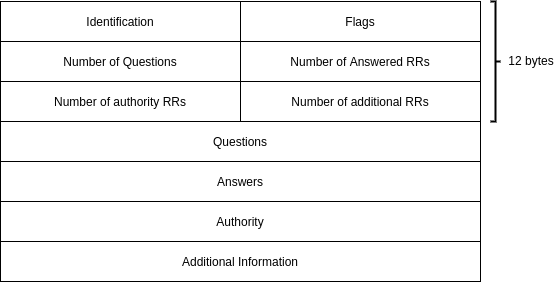 Identification
Flags
Number of Questions
Number of Answered RRs
12 bytes
Number of authority RRs
Number of additional RRs
Questions
Answers
Authority
Additional Information